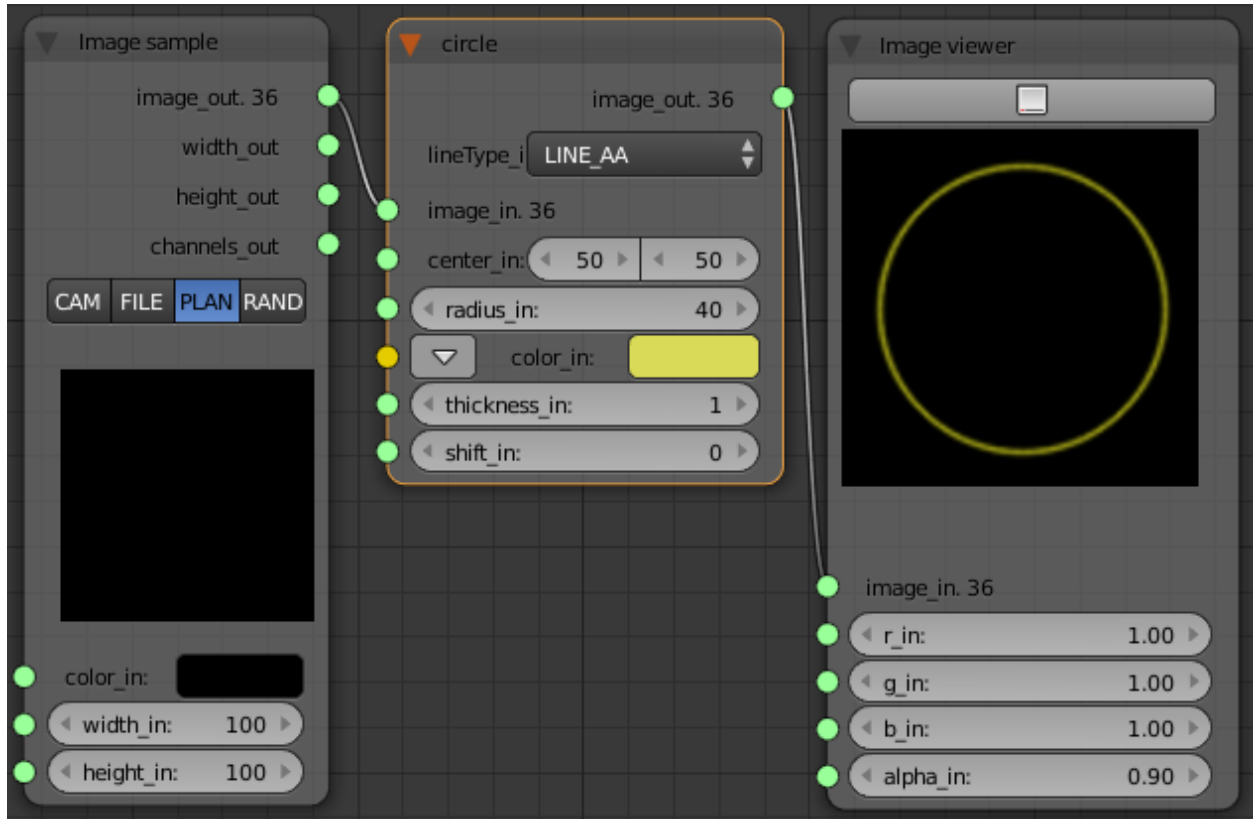 Image sample
image_out. 36
width_out
height_out
channels_out
CAM FILE PLAN RAND
color_in:
width_in: 100
height_in: 100
circle
image_out. 36
lineType_i LINE_AA
image_in. 36
center_in: 50 50
radius_in: 40
color_in:
thickness_in: 1
shift_in: 0
Image viewer
image_in. 36
r_in: 1.00
g_in: 1.00
b_in: 1.00
alpha_in: 0.90